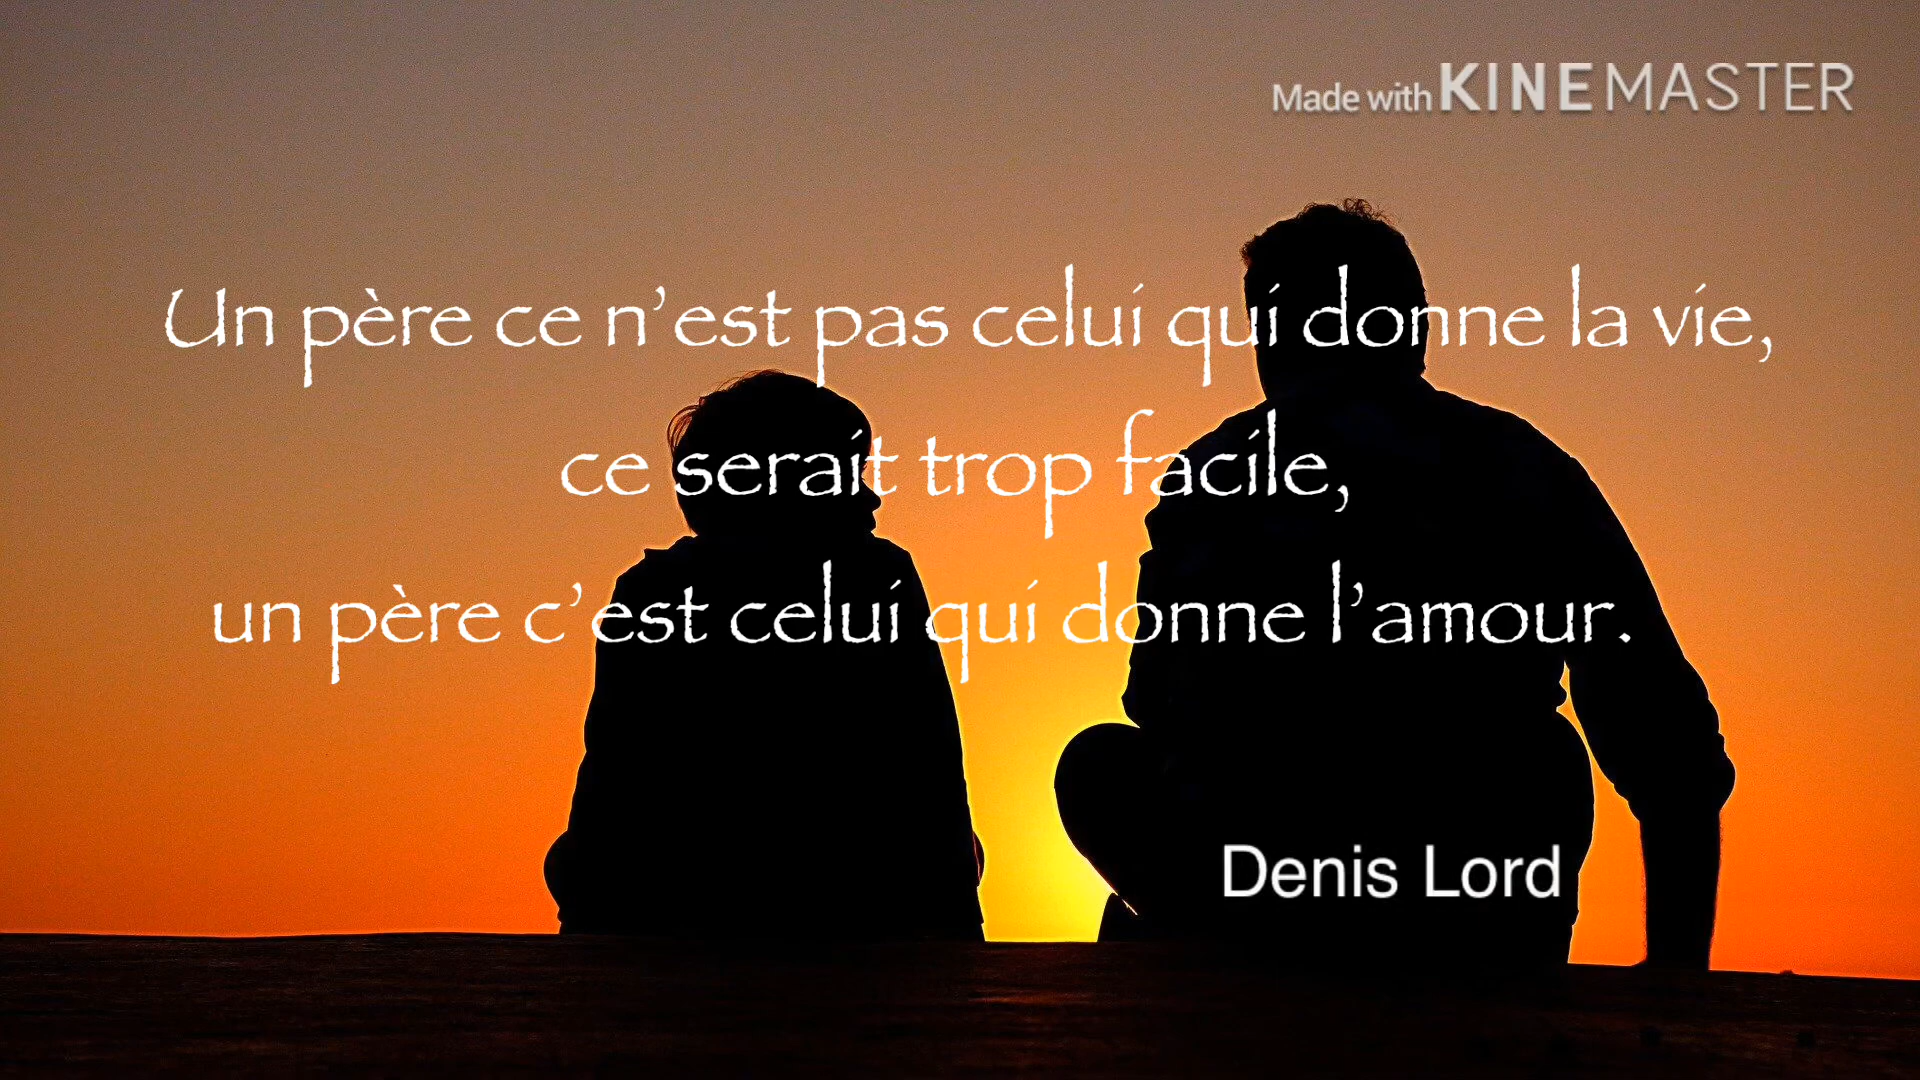 Made with KINEMASTER
Un père ce n’est pas celui qui donne la vie,
ce serait trop facile,
un père c’est celui qui donne l’amour.
Denis Lord